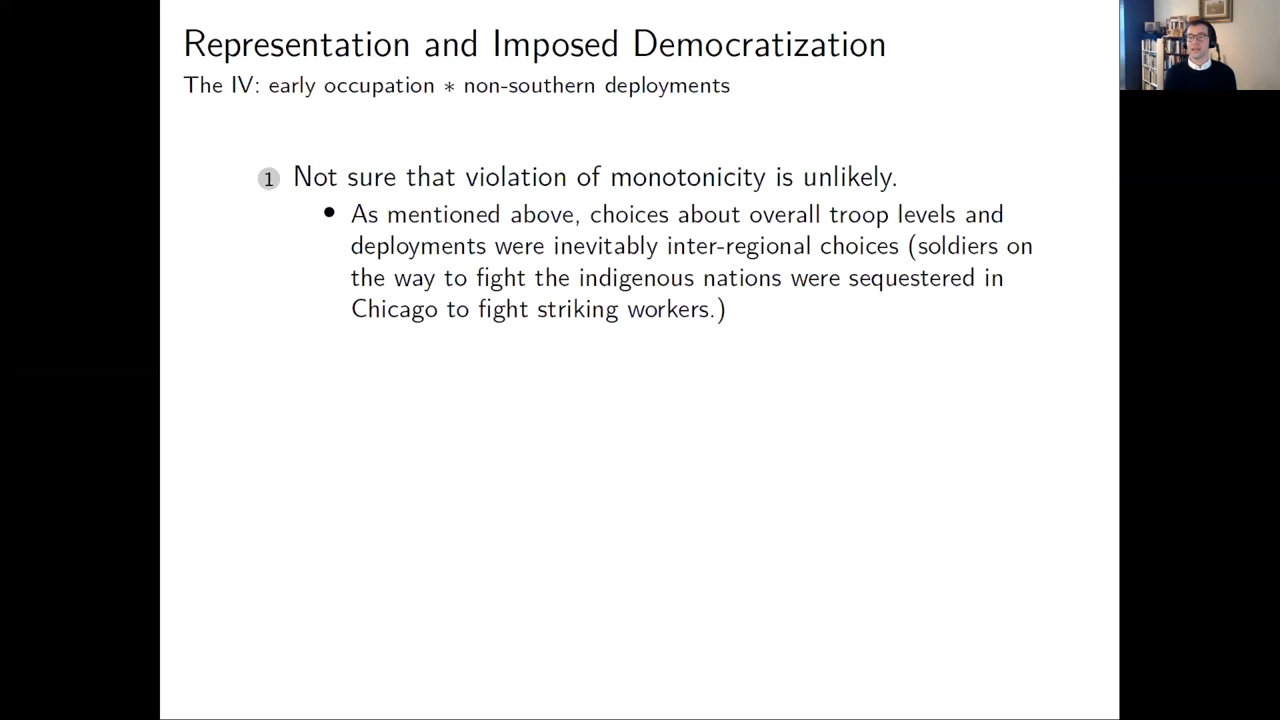 Representation and Imposed Democratization
The IV: early occupation ∗ non-southern deployments
1 Not sure that violation of monotonicity is unlikely.
• As mentioned above, choices about overall troop levels and
deployments were inevitably inter-regional choices (soldiers on
the way to fight the indigenous nations were sequestered in
Chicago to fight striking workers.)